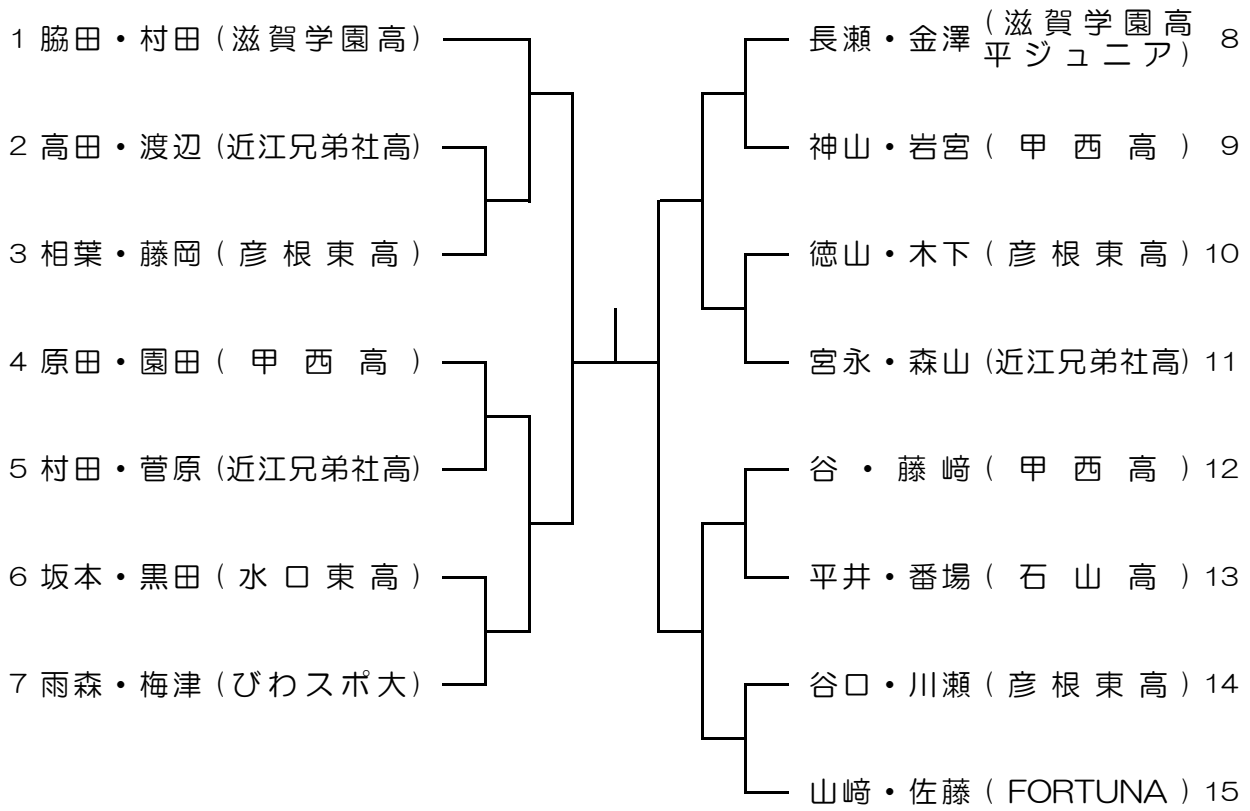 1 脇田・村田 (滋賀学園高)
2 高田・渡辺 (近江兄弟社高)
3 相葉・藤岡 (彦根東高)
4 原田・園田 (甲西高)
5 村田・菅原 (近江兄弟社高)
6 坂本・黒田 (水口東高)
7 雨森・梅津 (びわスポ大)
長瀬・金澤 (滋賀学園高
平ジュニア) 8
神山・岩宮 (甲西高) 9
徳山・木下 (彦根東高) 10
宮永・森山 (近江兄弟社高) 11
谷・藤﨑 (甲西高) 12
平井・番場 (石山高) 13
谷口・川瀬 (彦根東高) 14
山﨑・佐藤 (FORTUNA) 15